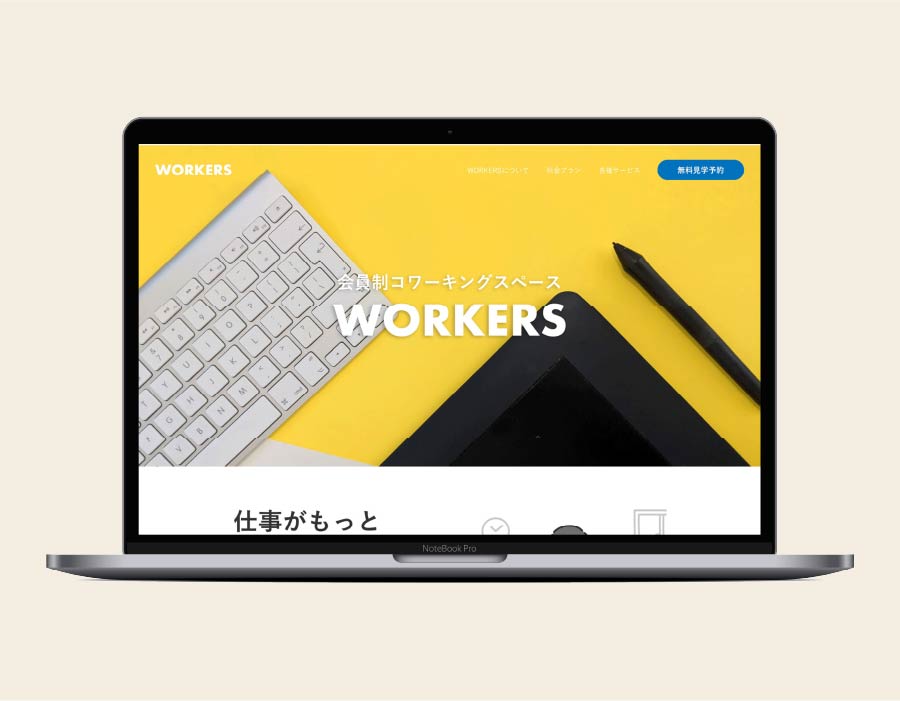 WORKERS
WORKERSについて 料金プラン 各種サービス 無料見学予約
会員制コワーキングスペース
WORKERS
仕事がもっと
NoteBook Pro